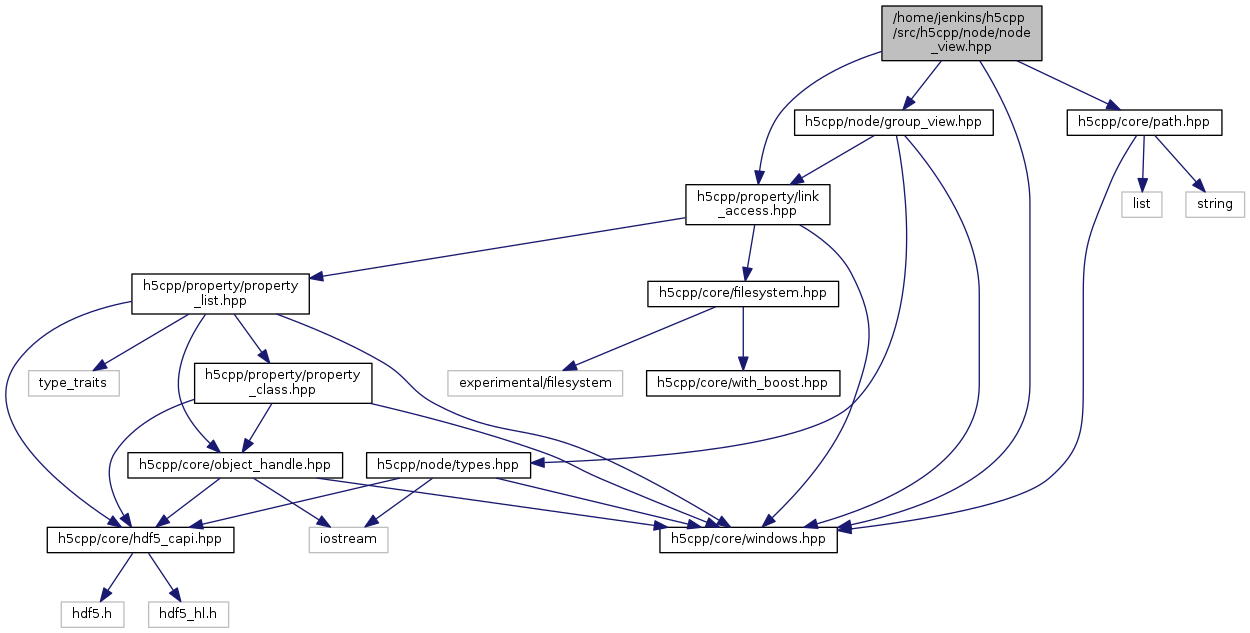 /home/jenkins/h5cpp
/src/h5cpp/node/node
_view.hpp
h5cpp/node/group_view.hpp
h5cpp/core/path.hpp
h5cpp/property/link
_access.hpp
list
string
h5cpp/property/property
_list.hpp
h5cpp/core/filesystem.hpp
type_traits
h5cpp/property/property
_class.hpp
experimental/filesystem
h5cpp/core/with_boost.hpp
h5cpp/core/object_handle.hpp
h5cpp/node/types.hpp
h5cpp/core/hdf5_capi.hpp
iostream
h5cpp/core/windows.hpp
hdf5.h
hdf5_hl.h